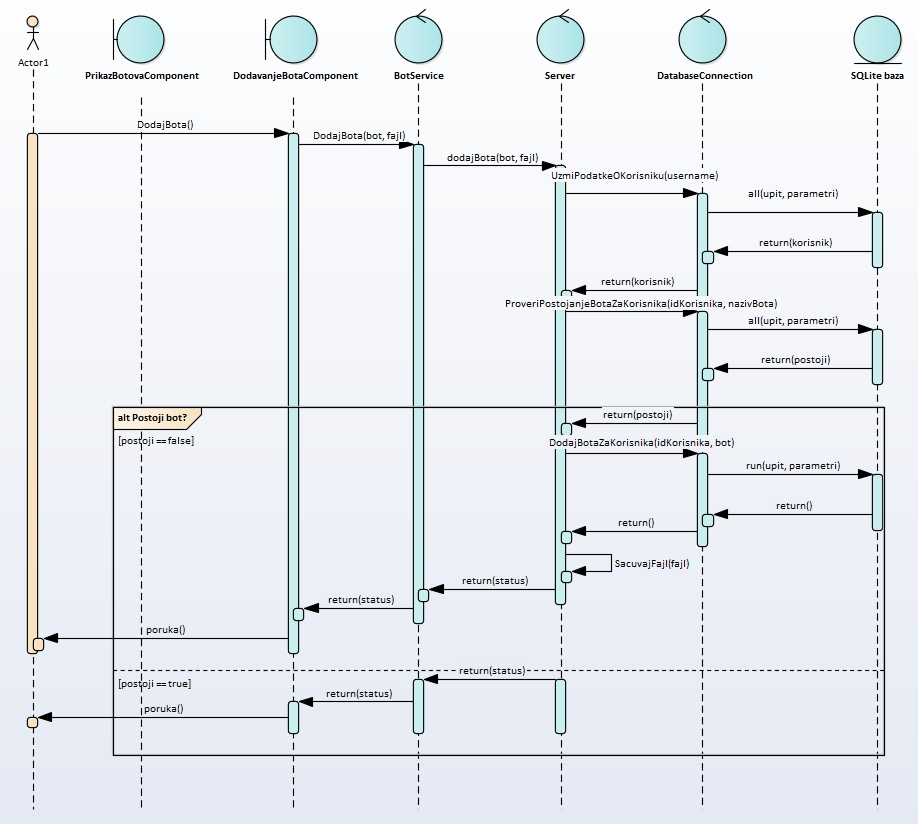 Actor1
PrikazBotovaComponent
DodavanjeBotaComponent
BotService
Server
DatabaseConnection
SQLite baza
DodajBota()
DodajBota(bot, fajl)
dodajBota(bot, fajl)
UzmiPodatkeOKorisniku(username)
all(upit, parametri)
return(korisnik)
return(korisnik)
ProveriPostojanjeBotaZaKorisnika(idKorisnika, nazivBota)
all(upit, parametri)
return(postoji)
alt Postoji bot?
return(postoji)
[postoji ==false]
DodajBotaZaKorisnika(idKorisnika, bot)
run(upit, parametri)
return()
return()
SacuvajFajl(fajl)
return(status)
return(status)
poruka()
return(status)
[postoji ==true]
return(status)
poruka()